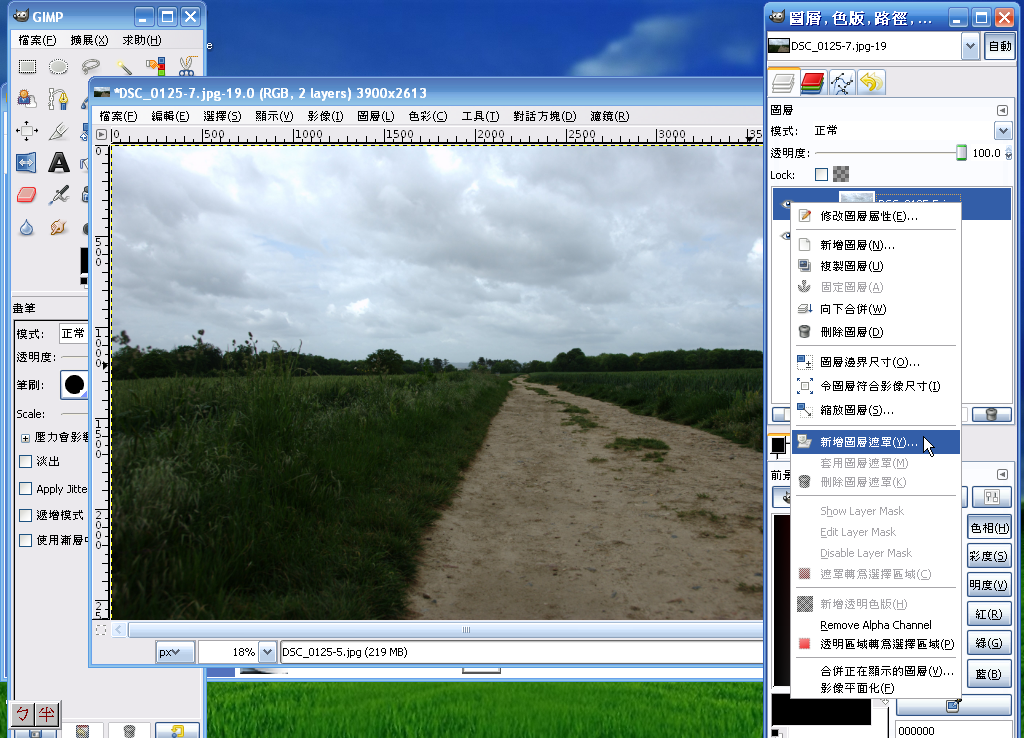 GIMP
檔案(F) 擴展(X) 求助(H)
e
*DSC_0125-7.jpg-19.0 (RGB, 2 layers) 3900x2613
檔案(F) 編輯(E) 選擇(S) 顯示(V) 影像(I) 圖層(L) 色彩(C) 工具(T) 對話方塊(D) 濾鏡(R)
0 500 1000 1500 2000 2500 3000 35
0
500
1000
1500
2000
25
px 18% DSC_0125-5.jpg (219 MB)
畫筆
模式: 正常
透明度:
筆刷:
Scale:
壓力會影響
淡出
Apply Jitte
遞增模式
使用漸層
ㄅ 半
圖層,色版,路徑,...
DSC_0125-7.jpg-19 自動
圖層
模式: 正常
透明度: 100.0
Lock:
修改圖層屬性(E)...
新增圖層(N)...
複製圖層(U)
固定圖層(A)
向下合併(W)
刪除圖層(D)
圖層邊界尺寸(O)...
令圖層符合影像尺寸(I)
縮放圖層(S)...
新增圖層遮罩(Y)...
套用圖層遮罩(M)
刪除圖層遮罩(K)
Show Layer Mask
Edit Layer Mask
Disable Layer Mask
遮罩轉為選擇區域(C)
新增透明色版(H)
Remove Alpha Channel
透明區域轉為選擇區域(P)
合併正在顯示的圖層(V)...
影像平面化(F)
前景
色相(H)
彩度(S)
明度(V)
紅(R)
綠(G)
藍(B)
000000